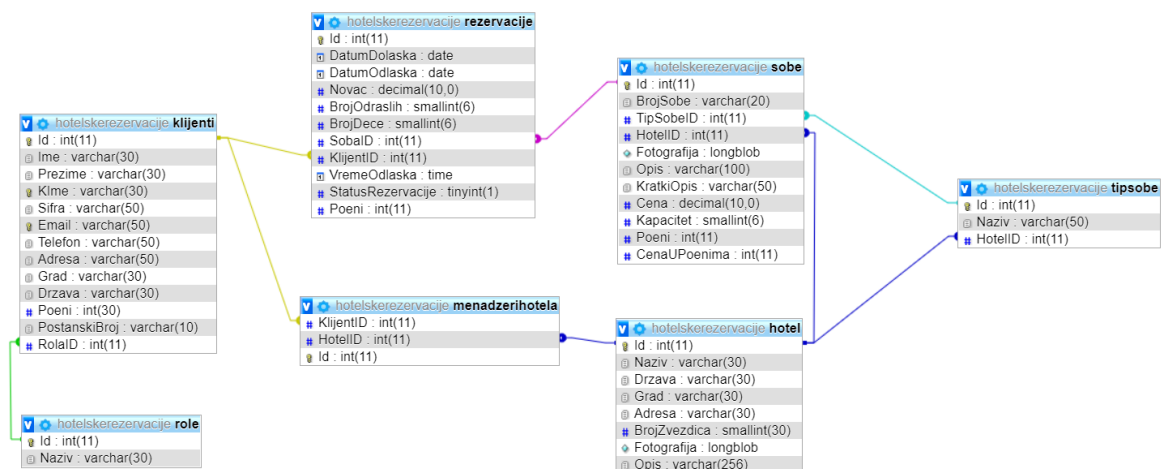 hotelskerezervacije rezervacije
Id : int(11)
DatumDolaska : date
DatumOdlaska : date
Novac : decimal(10,0)
BrojOdraslih : smallint(6)
BrojDece : smallint(6)
SobaID : int(11)
KlijentID : int(11)
VremeOdlaska : time
StatusRezervacije : tinyint(1)
Poeni : int(11)
hotelskerezervacije sobe
Id : int(11)
BrojSobe : varchar(20)
TipSobeID : int(11)
HotelID : int(11)
Fotografija : longblob
Opis : varchar(100)
KratkiOpis : varchar(50)
Cena : decimal(10,0)
Kapacitet : smallint(6)
Poeni : int(11)
CenaUPoenima : int(11)
hotelskerezervacije klijenti
Id : int(11)
Ime : varchar(30)
Prezime : varchar(30)
KIme : varchar(30)
Sifra : varchar(50)
Email : varchar(50)
Telefon : varchar(50)
Adresa : varchar(50)
Grad : varchar(30)
Drzava : varchar(30)
Poeni : int(30)
PostanskiBroj : varchar(10)
RolaID : int(11)
hotelskerezervacije tipsobe
Id : int(11)
Naziv : varchar(50)
HotelID : int(11)
hotelskerezervacije menadzerihotela
KlijentID : int(11)
HotelID : int(11)
Id : int(11)
hotelskerezervacije hotel
Id : int(11)
Naziv : varchar(30)
Drzava : varchar(30)
Grad : varchar(30)
Adresa : varchar(30)
BrojZvezdica : smallint(30)
Fotografija : longblob
Opis : varchar(256)
hotelskerezervacije role
Id : int(11)
Naziv : varchar(30)